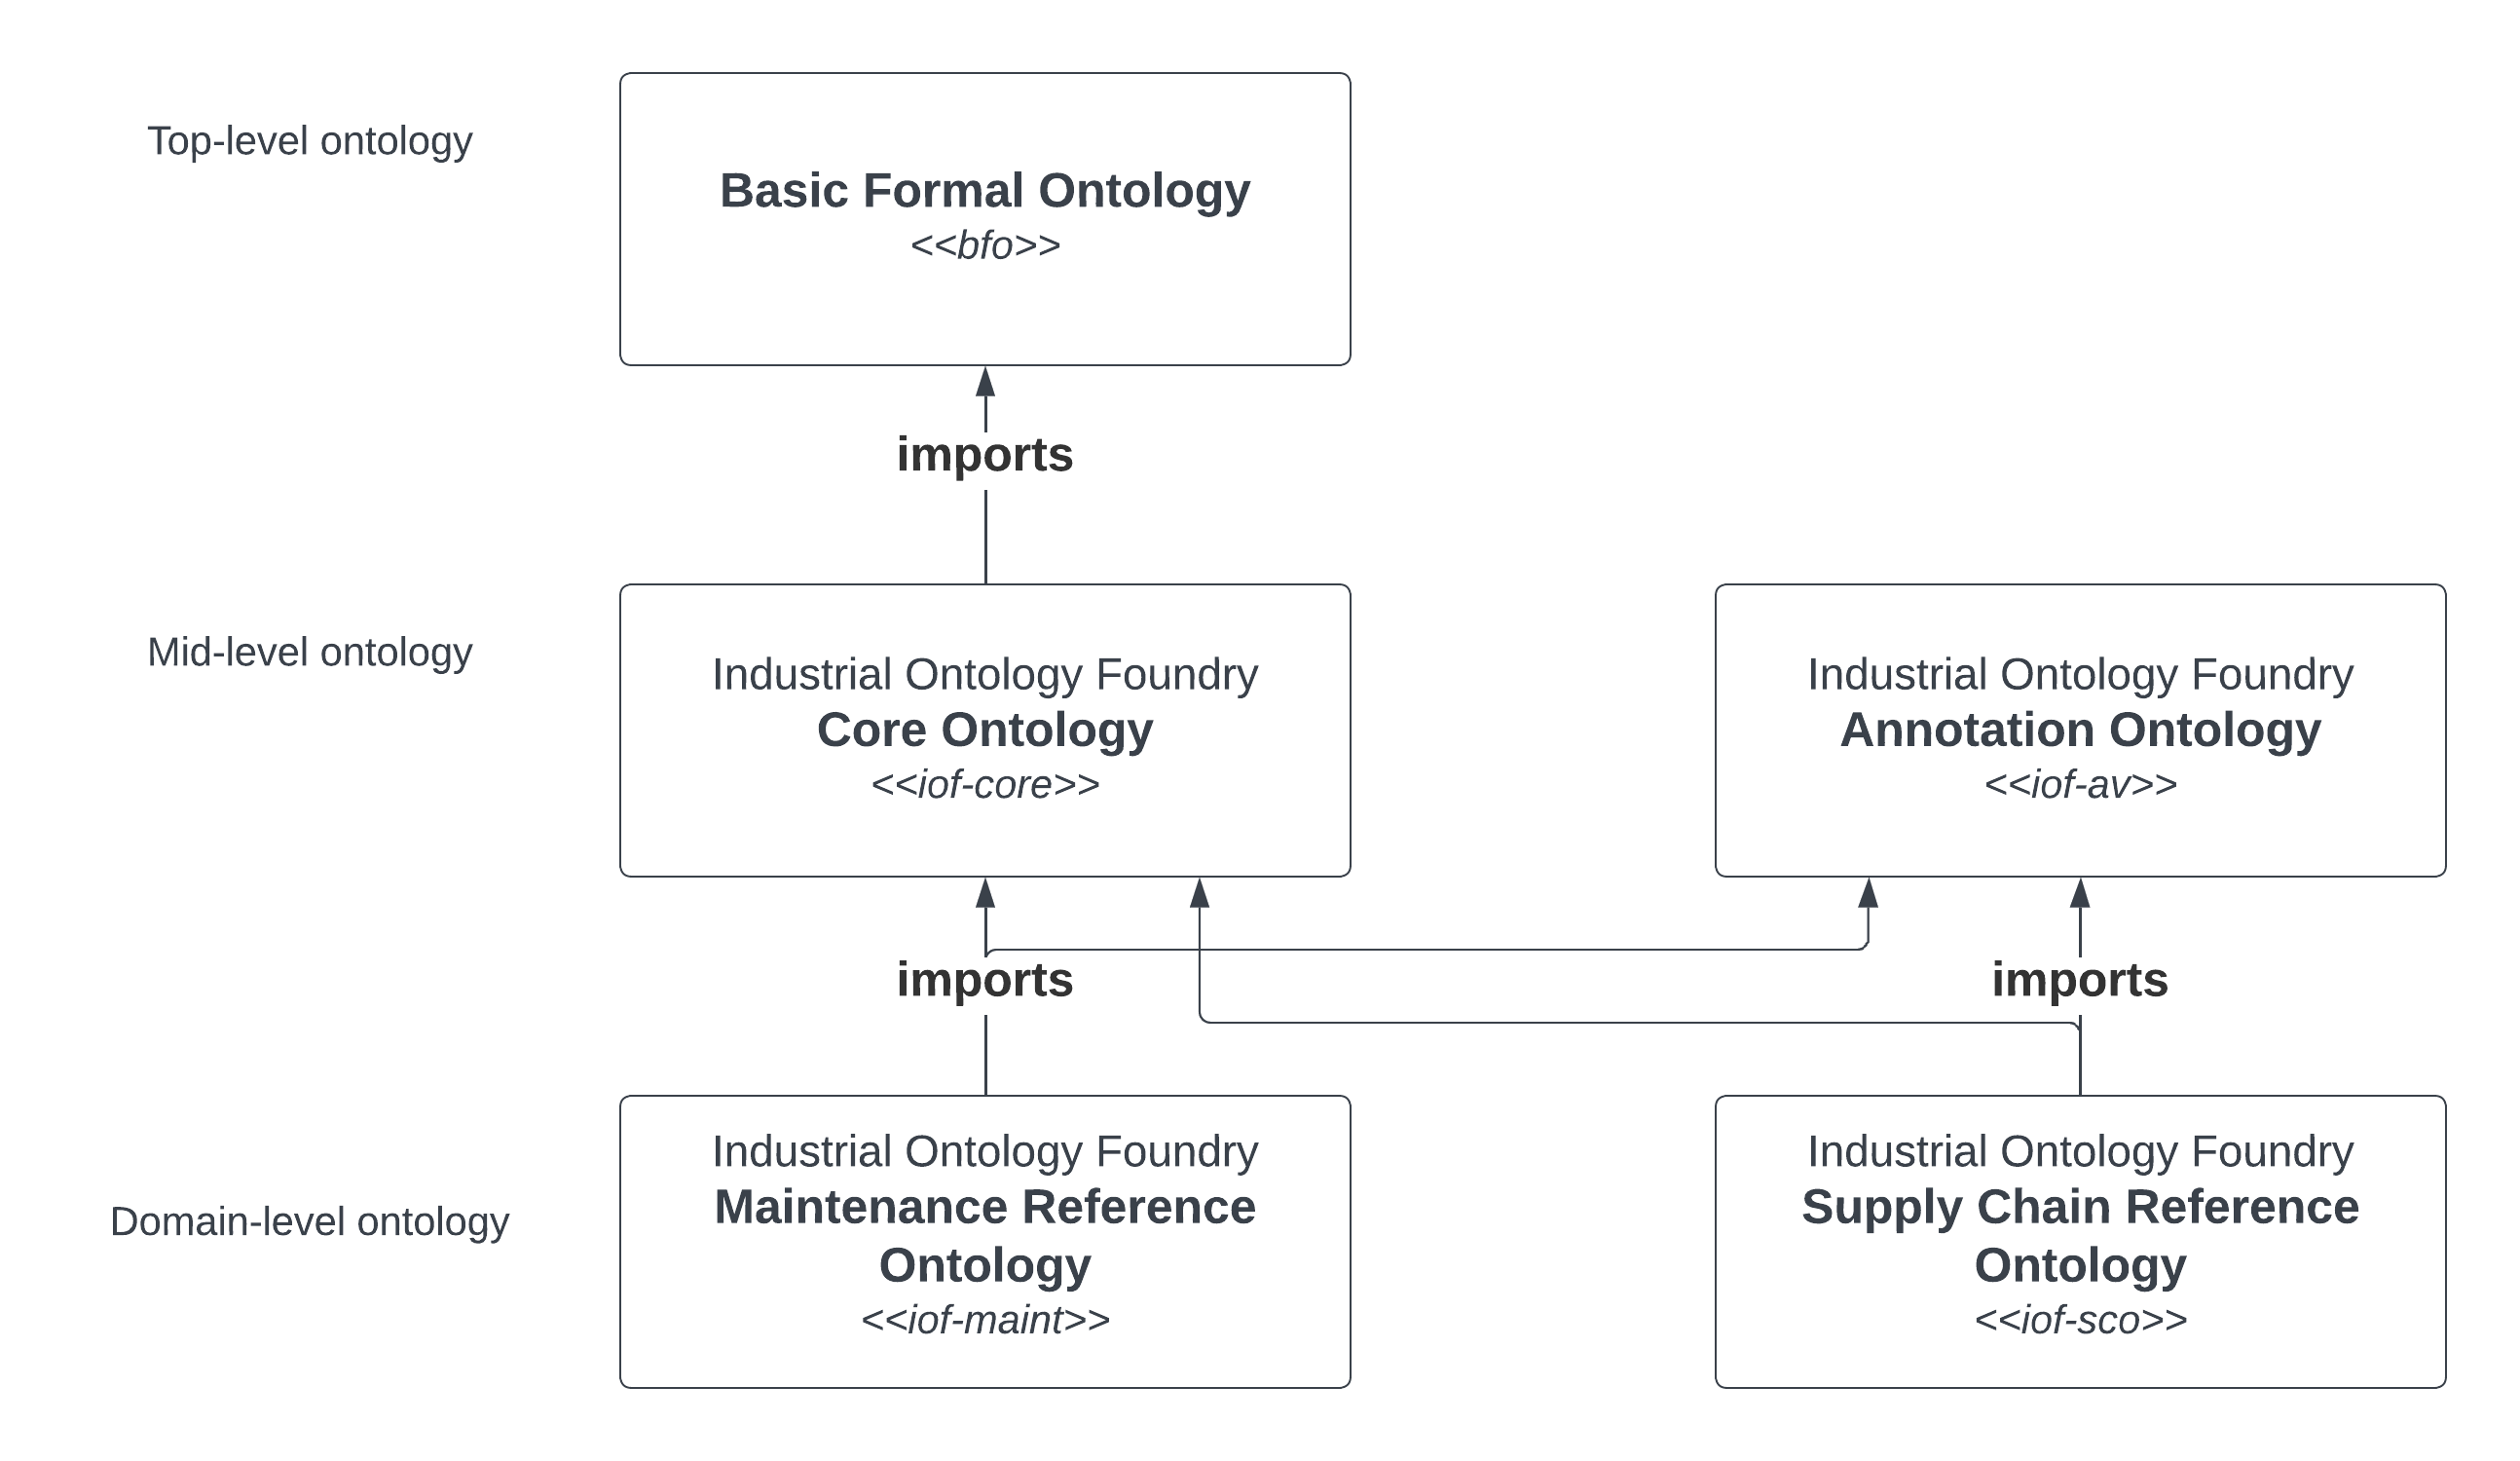 Top-level ontology
Basic Formal Ontology
<<bfo>>
imports
Mid-level ontology
Industrial Ontology Foundry
Core Ontology
<<iof-core>>
Industrial Ontology Foundry
Annotation Ontology
<<iof-av>>
imports
imports
Domain-level ontology
Industrial Ontology Foundry
Maintenance Reference
Ontology
<<iof-maint>>
Industrial Ontology Foundry
Supply Chain Reference
Ontology
<<iof-sco>>